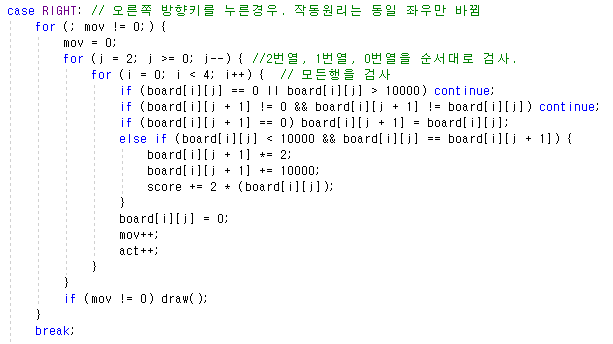 case RIGHT: // 오른쪽 방향키를 누른경우. 작동원리는 동일 좌우만 바뀜
for (; mov != 0;) {
mov = 0;
for (j = 2; j >= 0; j--) { //2번열, 1번열, 0번열을 순서대로 검사.
for (i = 0; i < 4; i++) {  // 모든행을 검사
if (board[i][j] == 0 || board[i][j] > 10000) continue;
if (board[i][j + 1] != 0 && board[i][j + 1] != board[i][j]) continue;
if (board[i][j + 1] == 0) board[i][j + 1] = board[i][j];
else if (board[i][j] < 10000 && board[i][j] == board[i][j + 1]) {
board[i][j + 1] *= 2;
board[i][j + 1] += 10000;
score += 2 * (board[i][j]);
}
board[i][j] = 0;
mov++;
act++;
}
}
if (mov != 0) draw();
}
break;